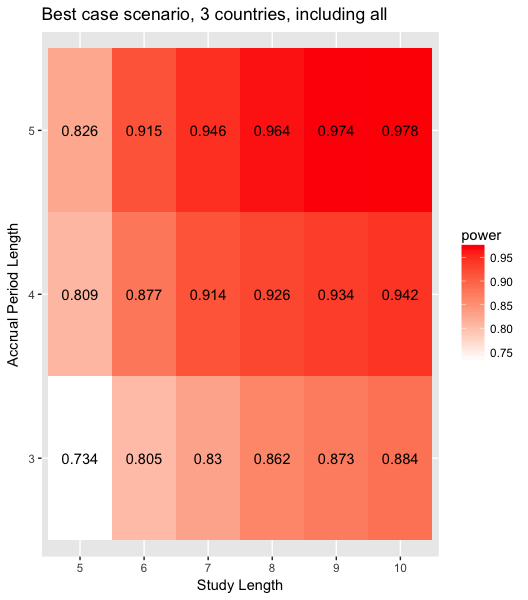 Best case scenario, 3 countries, including all
Accrual Period Length
5
0.826 0.915 0.946 0.964 0.974 0.978
4
0.809 0.877 0.914 0.926 0.934 0.942
3
0.734 0.805 0.83 0.862 0.873 0.884
5 6 7 8 9 10
Study Length
power
0.95
0.90
0.85
0.80
0.75